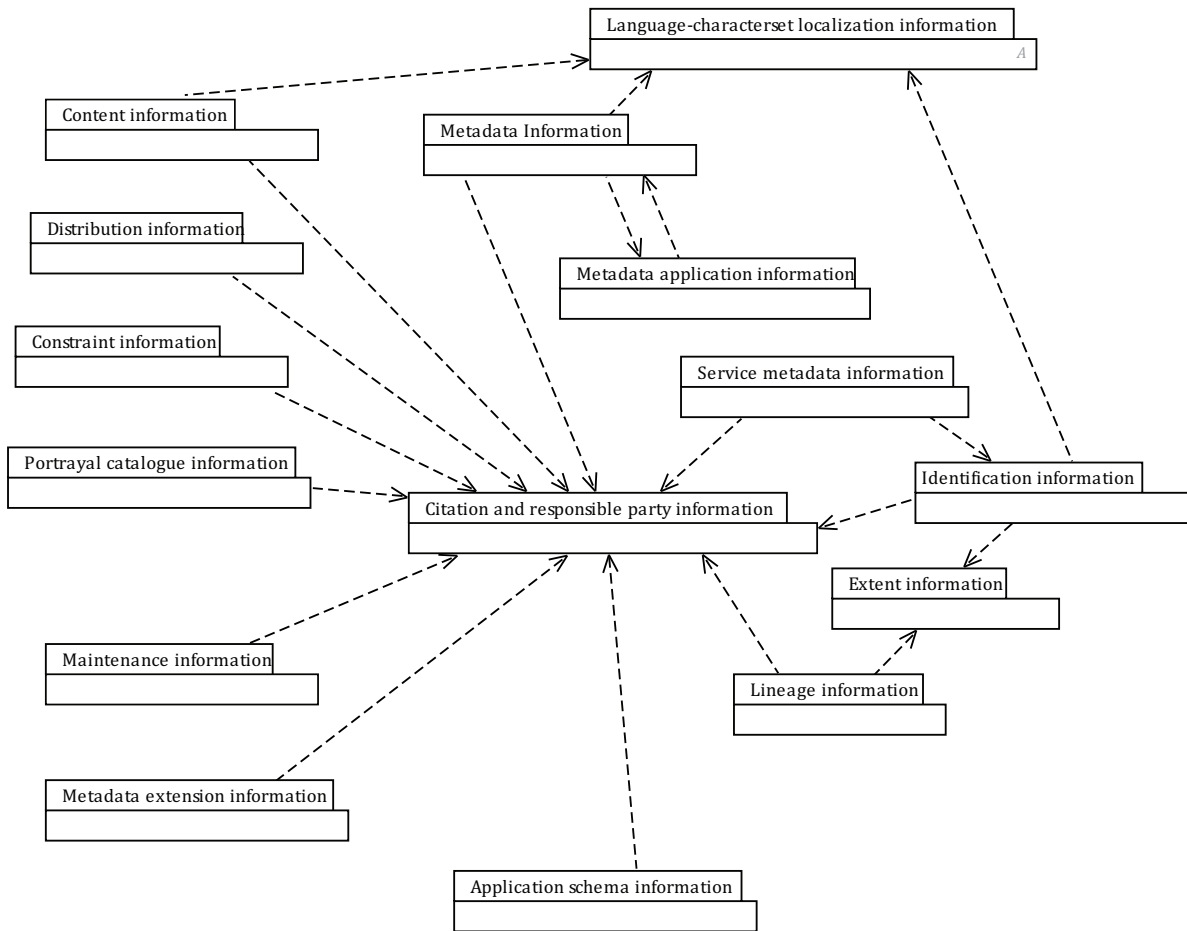 Language-characterset localization information
A
Content information
Metadata Information
Distribution information
Metadata application information
Constraint information
Service metadata information
Portrayal catalogue information
Identification information
Citation and responsible party information
Extent information
Maintenance information
Lineage information
Metadata extension information
Application schema information